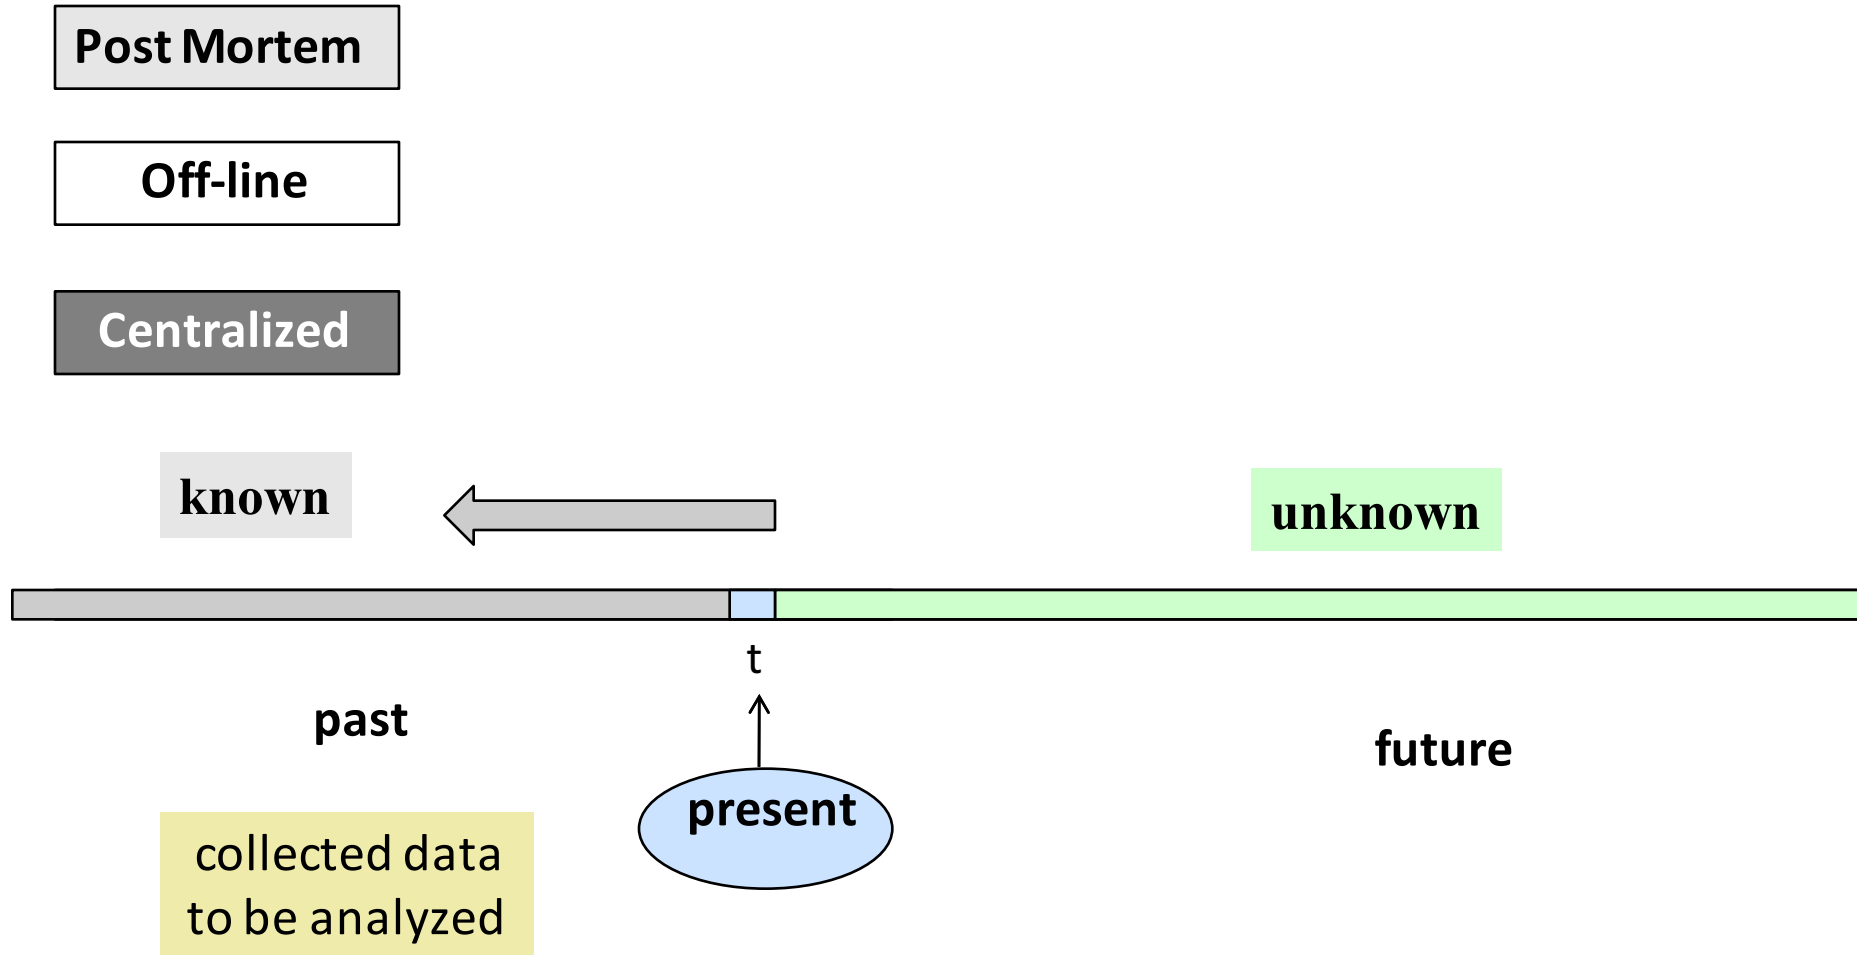 Post Mortem
Off-line
Centralized
known
unknown
t
past
future
present
collected data
to be analyzed